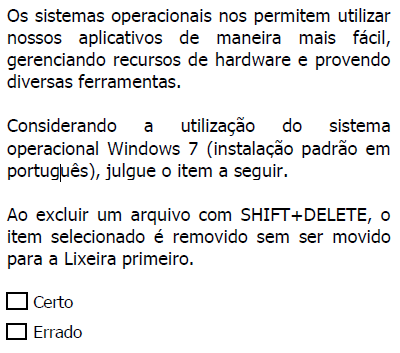 Os sistemas operacionais nos permitem utilizar
nossos aplicativos de maneira mais fácil,
gerenciando recursos de hardware e provendo
diversas ferramentas.
Considerando a utilização do sistema
operacional Windows 7 (instalação padrão em
português), julgue o item a seguir.
Ao excluir um arquivo com SHIFT+DELETE, o
item selecionado é removido sem ser movido
para a Lixeira primeiro.
Certo
Errado